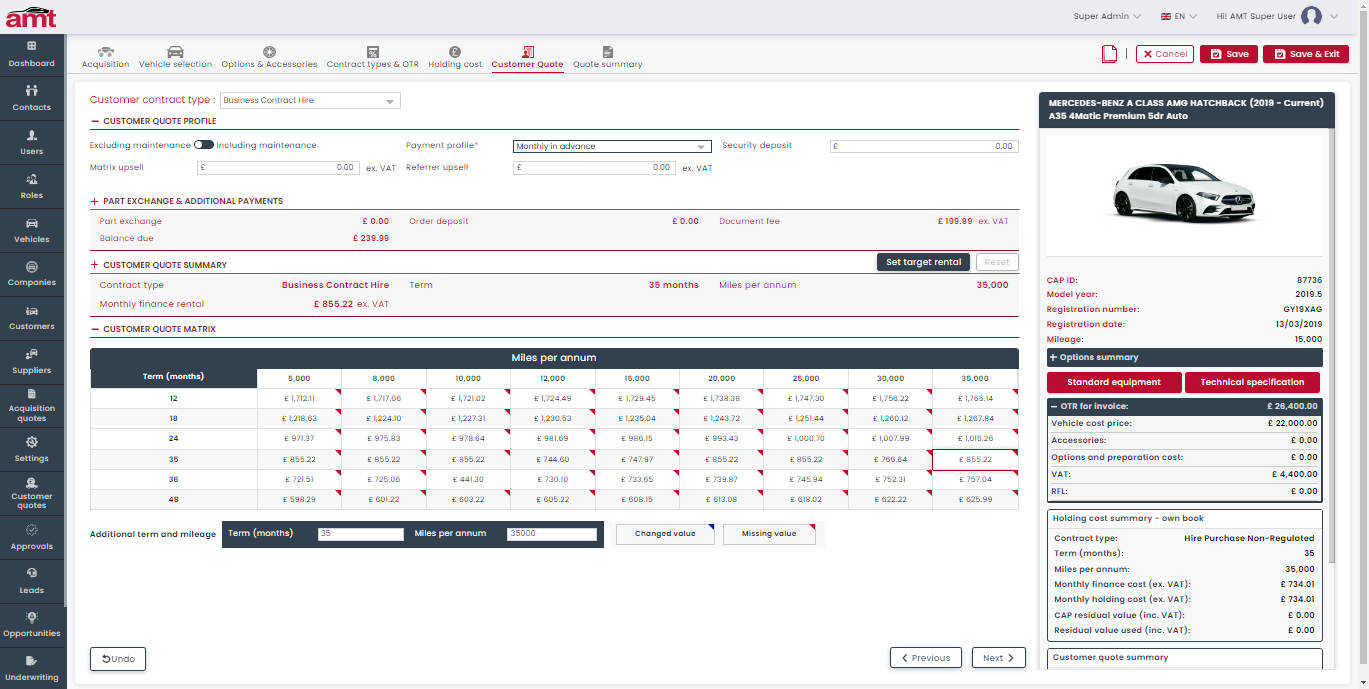 amt
Super Admin
EN
Hi! AMT Super User
Dashboard
Contacts
Users
Roles
Vehicles
Companies
Customers
Suppliers
Acquisition
quotes
Settings
Customer
quotes
Approvals
Leads
Opportunities
Underwriting
Acquisition Vehicle selection Options & Accessories Contract types & OTR Holding cost Customer Quote Quote summary
Cancel Save Save & Exit
Customer contract type : Business Contract Hire
CUSTOMER QUOTE PROFILE
Excluding maintenance Including maintenance Payment profile* Monthly in advance Security deposit £ 0.00
Matrix upsell £ 0.00 ex. VAT Referrer upsell £ 0.00 ex. VAT
+ PART EXCHANGE & ADDITIONAL PAYMENTS
Part exchange £ 0.00 Order deposit £ 0.00 Document fee £ 199.99 ex. VAT
Balance due £ 239.99
+ CUSTOMER QUOTE SUMMARY Set target rental Reset
Contract type Business Contract Hire Term 35 months Miles per annum 35,000
Monthly finance rental £ 855.22 ex. VAT
CUSTOMER QUOTE MATRIX
Miles per annum
Term (months) 5,000 8,000 10,000 12,000 15,000 20,000 25,000 30,000 35,000
12 £ 1,712.11 £ 1,717.06 £ 1,721.02 £ 1,724.49 £ 1,729.45 £ 1,738.38 £ 1,747.30 £ 1,756.22 £ 1,765.14
18 £ 1,218.63 £ 1,224.10 £ 1,227.31 £ 1,230.53 £ 1,235.04 £ 1,243.72 £ 1,251.44 £ 1,260.12 £ 1,267.84
24 £ 971.37 £ 975.83 £ 978.64 £ 981.69 £ 986.15 £ 993.43 £ 1,000.70 £ 1,007.99 £ 1,015.26
35 £ 855.22 £ 855.22 £ 855.22 £ 744.60 £ 747.97 £ 855.22 £ 855.22 £ 766.64 £ 855.22
36 £ 721.51 £ 725.06 £ 441.30 £ 730.10 £ 733.65 £ 739.87 £ 745.94 £ 752.31 £ 757.04
48 £ 598.29 £ 601.22 £ 603.22 £ 605.22 £ 608.15 £ 613.08 £ 618.02 £ 622.22 £ 625.99
Additional term and mileage Term (months) 35 Miles per annum 35000 Changed value Missing value
Undo Previous Next
MERCEDES-BENZ A CLASS AMG HATCHBACK (2019 - Current)
A35 4Matic Premium 5dr Auto
CAP ID: 87736
Model year: 2019.5
Registration number: GY19XAG
Registration date: 13/03/2019
Mileage: 15,000
+ Options summary
Standard equipment Technical specification
OTR for invoice: £ 26,400.00
Vehicle cost price: £ 22,000.00
Accessories: £ 0.00
Options and preparation cost: £ 0.00
VAT: £ 4,400.00
RFL: £ 0.00
Holding cost summary - own book
Contract type: Hire Purchase Non-Regulated
Term (months): 35
Miles per annum: 35,000
Monthly finance cost (ex. VAT): £ 734.01
Monthly holding cost (ex. VAT): £ 734.01
CAP residual value (inc. VAT): £ 0.00
Residual value used (inc. VAT): £ 0.00
Customer quote summary